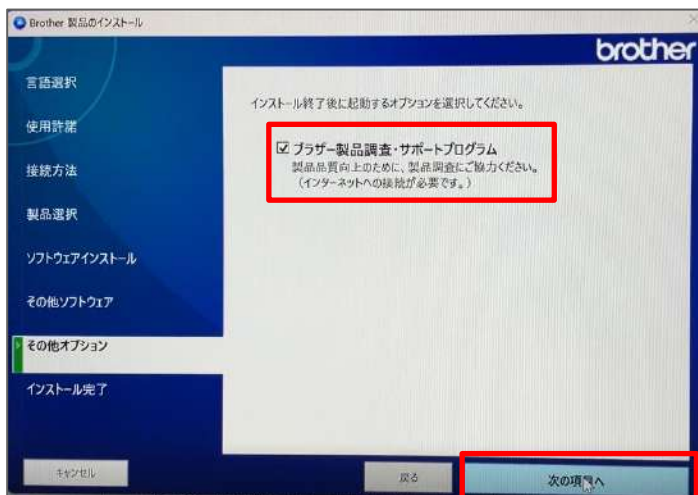 Brother 製品のインストール
brother
言語選択
使用許諾
接続方法
製品選択
ソフトウェアインストール
その他ソフトウェア
その他オプション
インストール完了
インストール終了後に起動するオプションを選択してください。
ブラザー製品調査・サポートプログラム
製品品質向上のために、製品調査にご協力ください。
(インターネットへの接続が必要です。)
キャンセル
戻る
次の項目へ